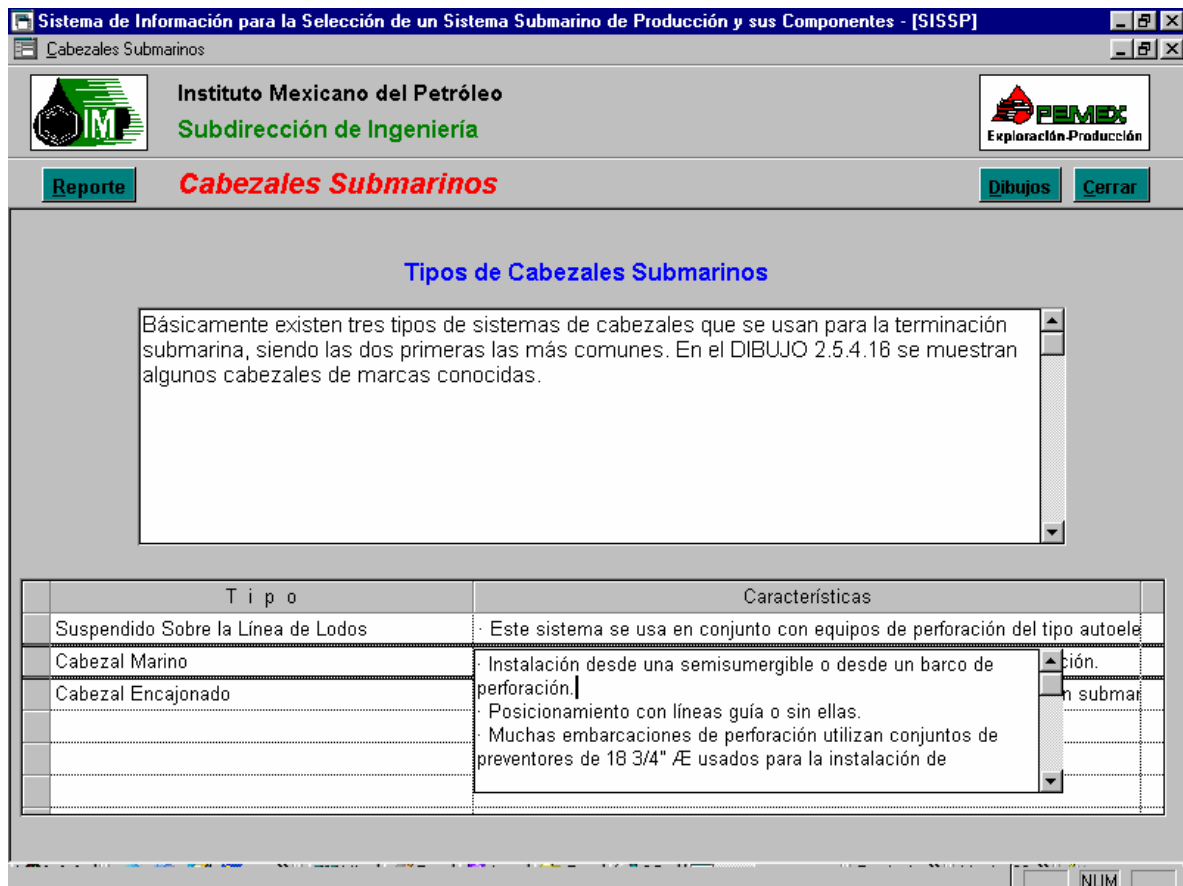 Sistema de Información para la Selección de un Sistema Submarino de Producción y sus Componentes - [SISSP]
Cabezales Submarinos
IMP
Instituto Mexicano del Petróleo
Subdirección de Ingeniería
PEMEX
Exploración-Producción
Reporte
Cabezales Submarinos
Dibujos
Cerrar
Tipos de Cabezales Submarinos
Básicamente existen tres tipos de sistemas de cabezales que se usan para la terminación
submarina, siendo las dos primeras las más comunes. En el DIBUJO 2.5.4.16 se muestran
algunos cabezales de marcas conocidas.
T i p o
Características
Suspendido Sobre la Línea de Lodos
· Este sistema se usa en conjunto con equipos de perforación del tipo autoele
Cabezal Marino
· Instalación desde una semisumergible o desde un barco de
perforación.
· Posicionamiento con líneas guía o sin ellas.
· Muchas embarcaciones de perforación utilizan conjuntos de
preventores de 18 3/4" Æ usados para la instalación de
ción.
Cabezal Encajonado
n submar
NUM